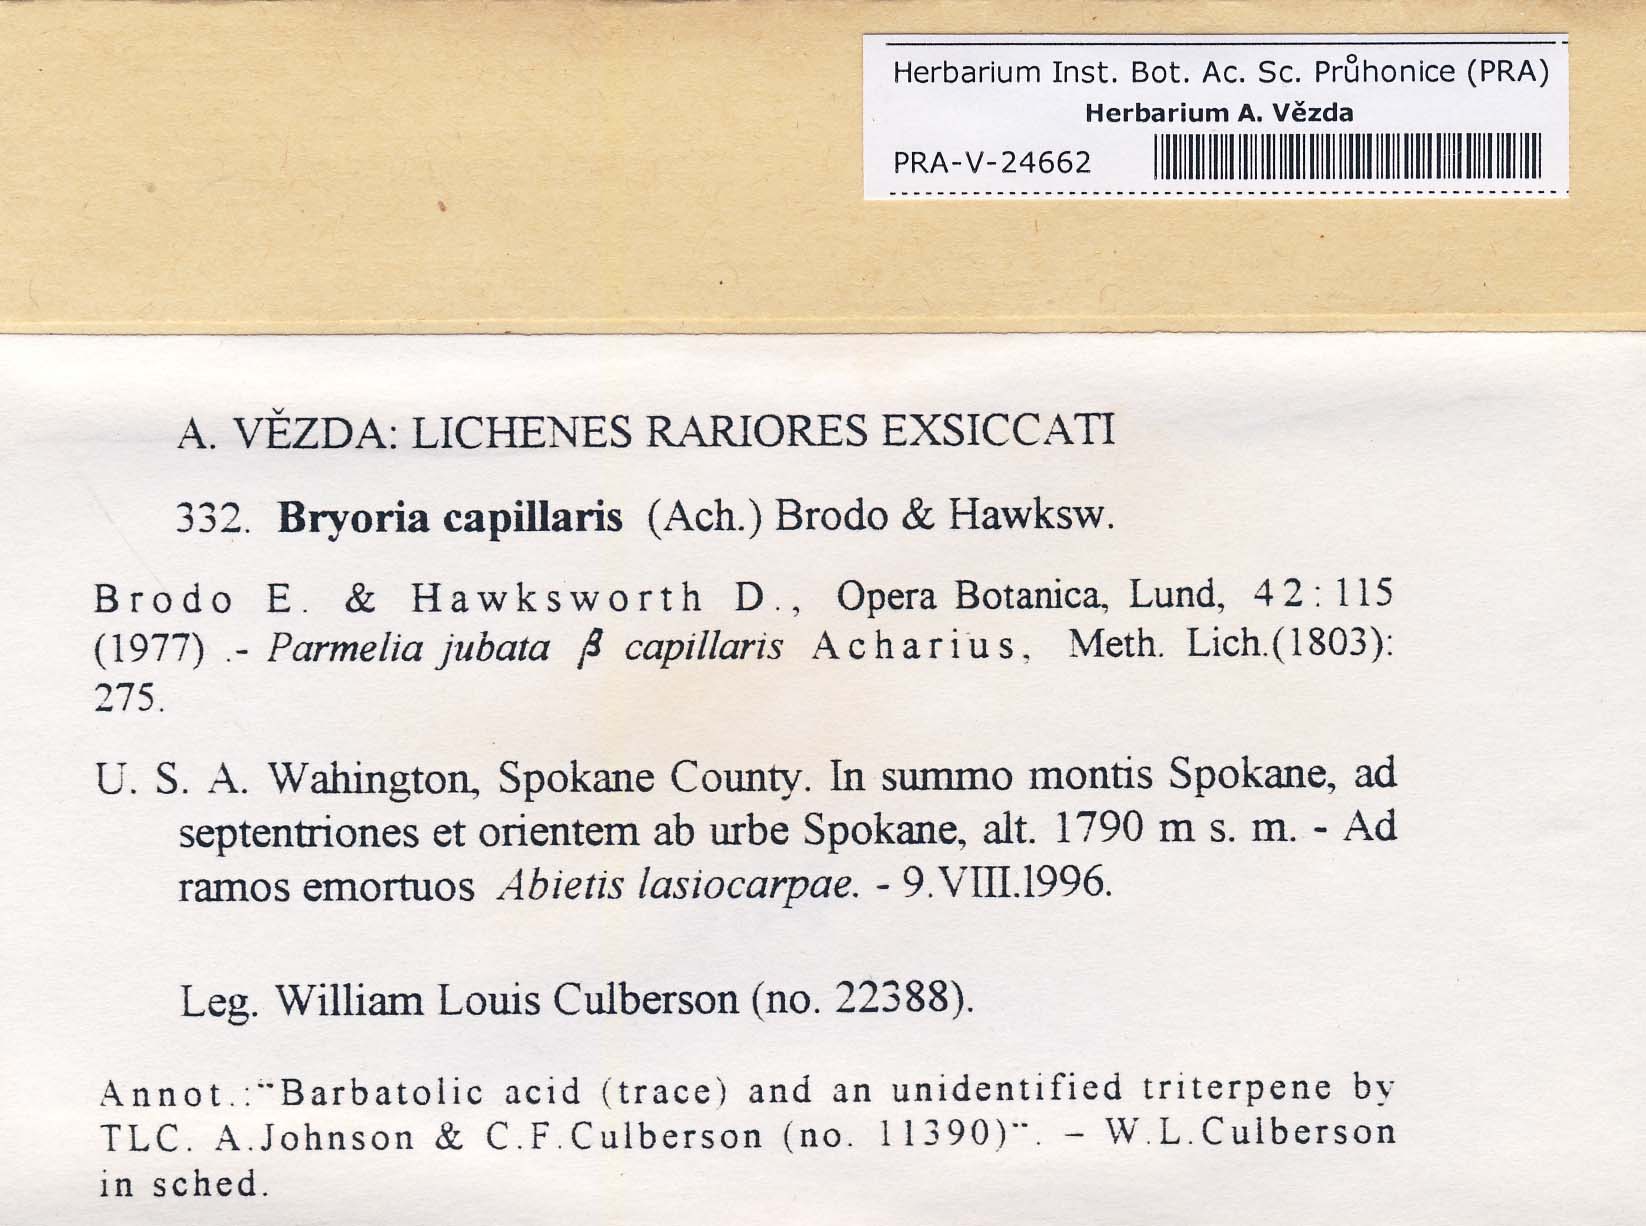 Herbarium Inst. Bot. Ac. Sc. Průhonice (PRA)
Herbarium A. Vězda
PRA-V-24662
A. VĚZDA: LICHENES RARIORES EXSICCATI
332. Bryoria capillaris (Ach.) Brodo & Hawksw.
Brodo E. & Hawksworth D., Opera Botanica, Lund, 42:115
(1977) .- Parmelia jubata β capillaris Acharius, Meth. Lich.(1803):
275.
U. S. A. Wahington, Spokane County. In summo montis Spokane, ad
septentriones et orientem ab urbe Spokane, alt. 1790 m s. m. - Ad
ramos emortuos Abietis lasiocarpae. - 9.VIII.1996.
Leg. William Louis Culberson (no. 22388).
Annot.:¨Barbatolic acid (trace) and an unidentified triterpene by
TLC. A.Johnson & C.F.Culberson (no. 11390)¨. – W.L.Culberson
in sched.